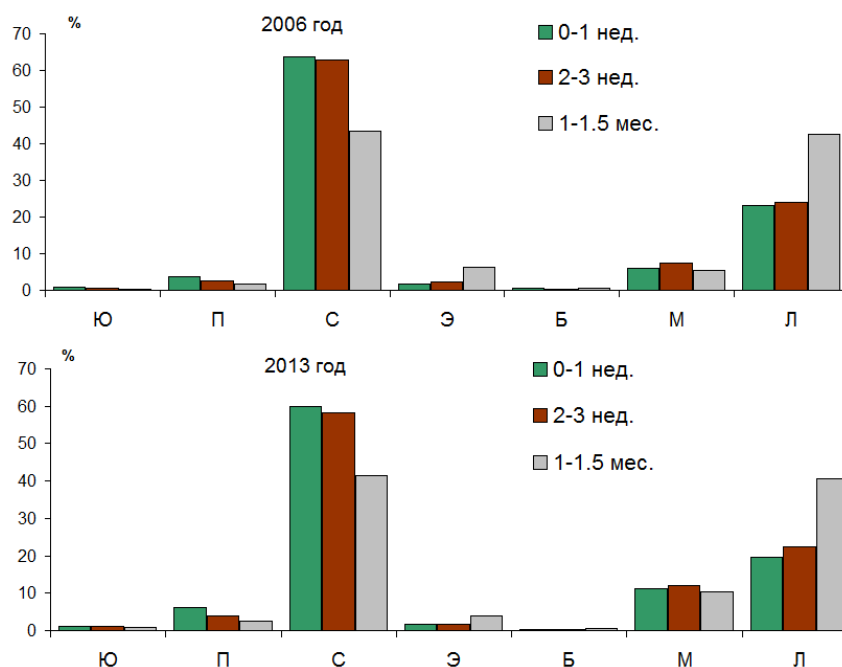 % 2006 год
0-1 нед.
2-3 нед.
1-1.5 мес.
70
60
50
40
30
20
10
0
Ю П С Э Б М Л
% 2013 год
0-1 нед.
2-3 нед.
1-1.5 мес.
70
60
50
40
30
20
10
0
Ю П С Э Б М Л